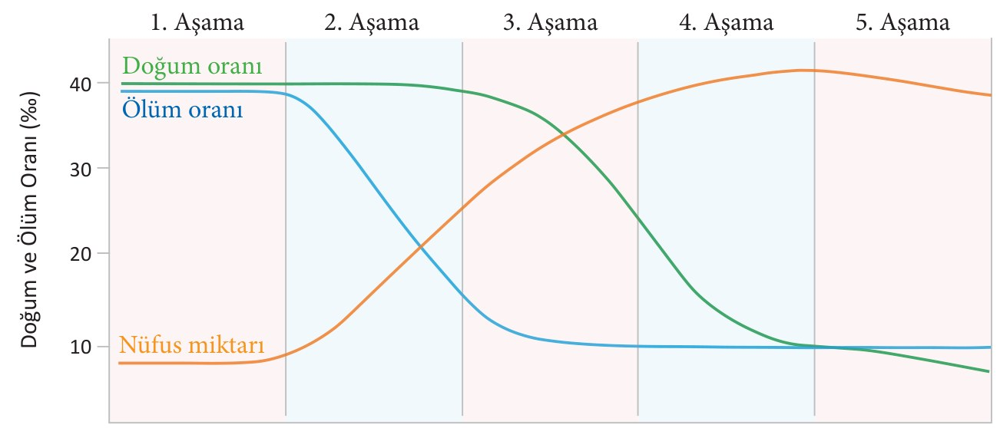 1. Aşama
2. Aşama
3. Aşama
4. Aşama
5. Aşama
Doğum ve Ölüm Oranı (‰)
40
30
20
10
Doğum oranı
Ölüm oranı
Nüfus miktarı